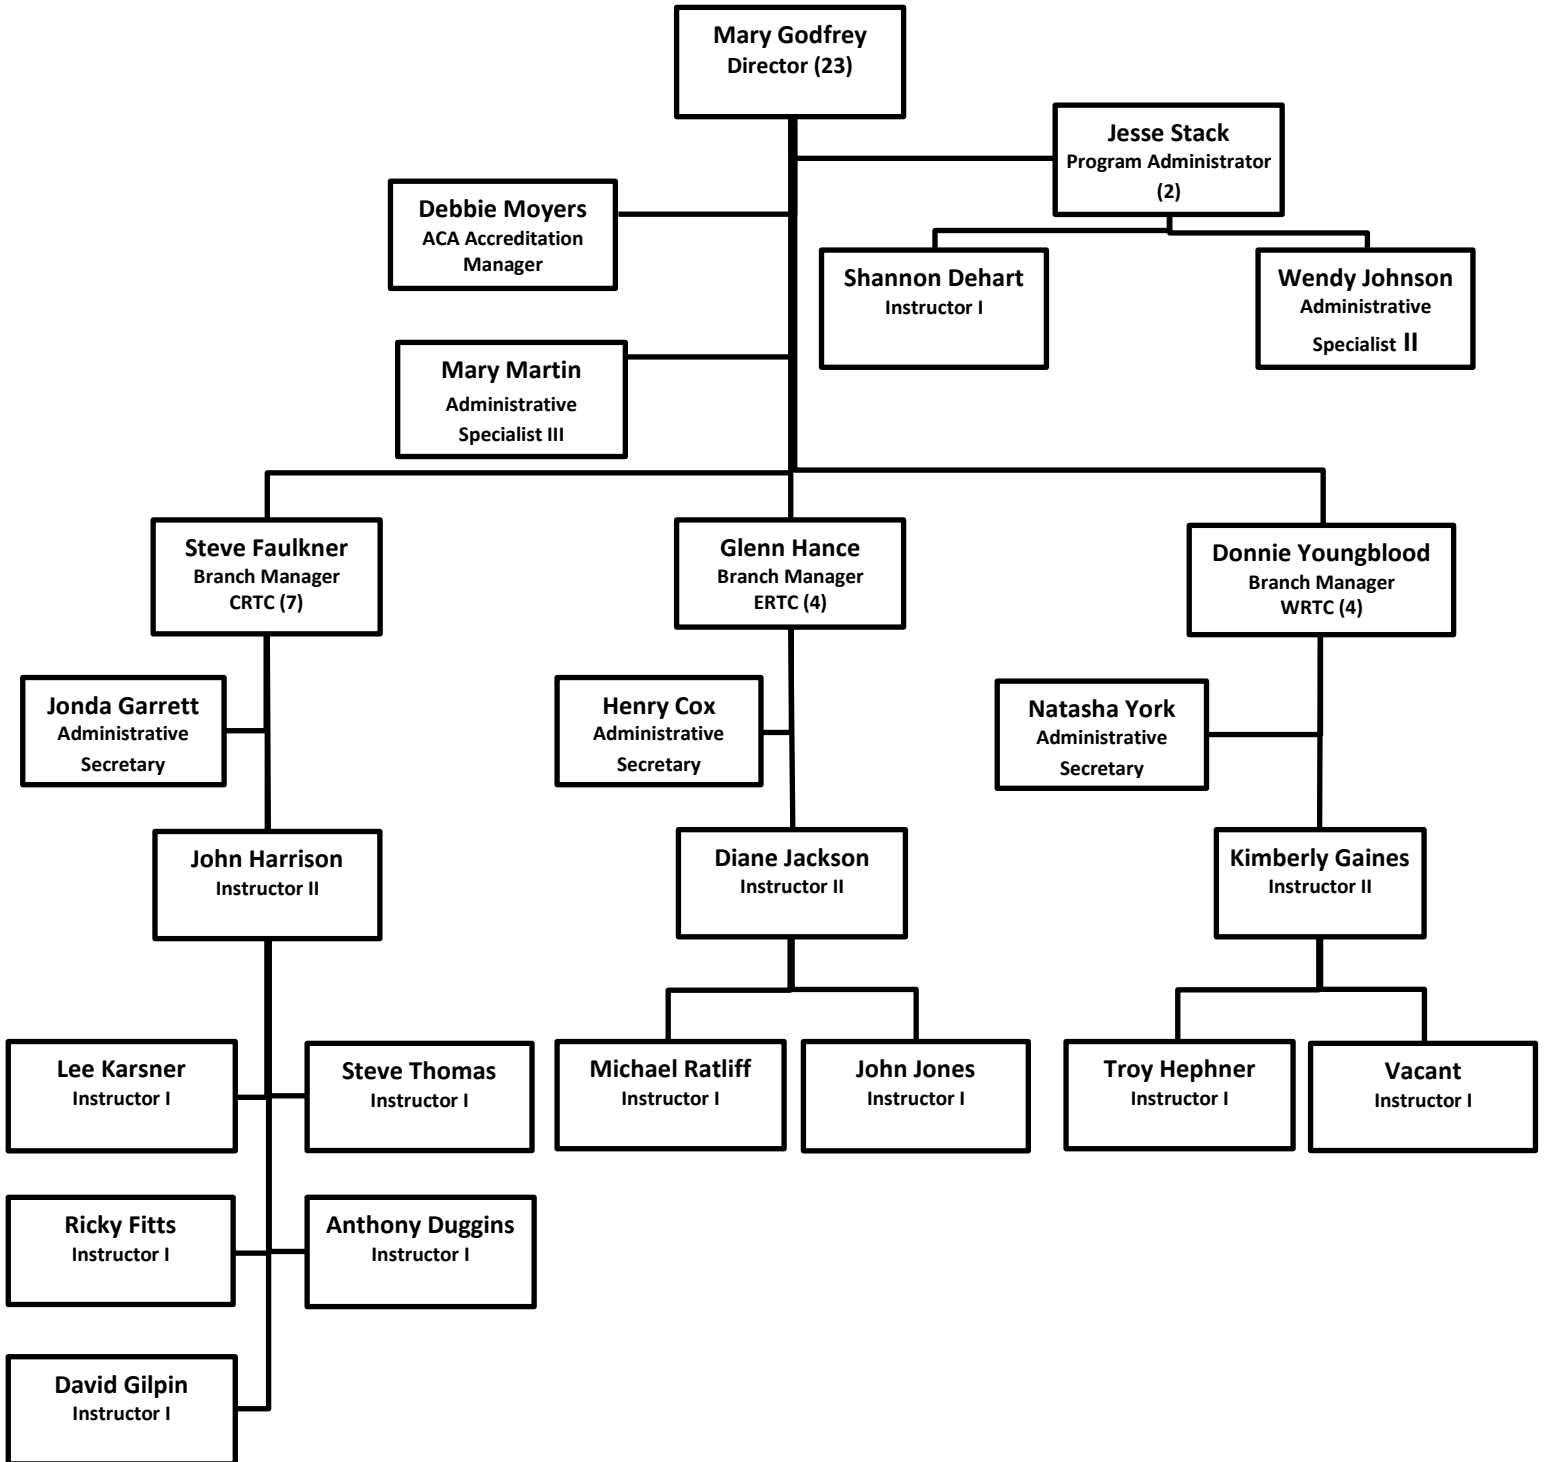 Mary Godfrey
Director (23)
Jesse Stack
Program Administrator
(2)
Debbie Moyers
ACA Accreditation
Manager
Shannon Dehart
Instructor I
Wendy Johnson
Administrative
Specialist II
Mary Martin
Administrative
Specialist III
Steve Faulkner
Branch Manager
CRTC (7)
Glenn Hance
Branch Manager
ERTC (4)
Donnie Youngblood
Branch Manager
WRTC (4)
Jonda Garrett
Administrative
Secretary
Henry Cox
Administrative
Secretary
Natasha York
Administrative
Secretary
John Harrison
Instructor II
Diane Jackson
Instructor II
Kimberly Gaines
Instructor II
Lee Karsner
Instructor I
Steve Thomas
Instructor I
Michael Ratliff
Instructor I
John Jones
Instructor I
Troy Hephner
Instructor I
Vacant
Instructor I
Ricky Fitts
Instructor I
Anthony Duggins
Instructor I
David Gilpin
Instructor I